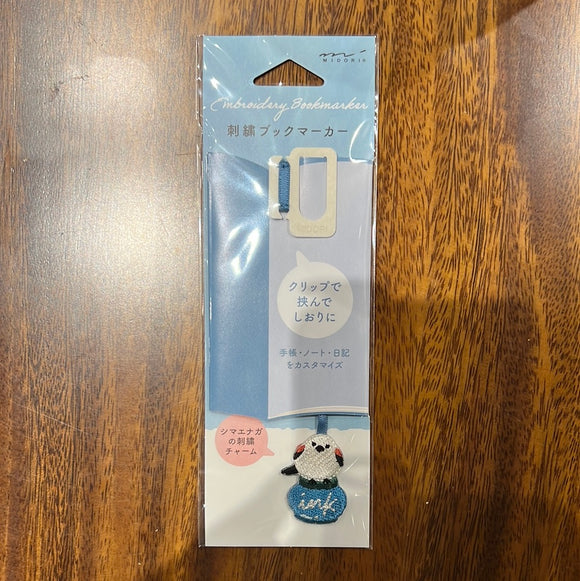 MIDORI
Embroidery Bookmarker
刺繍ブックマーカー
MIDORI
クリップで
挟んで
しおりに
手帳・ノート・日記
をカスタマイズ
シマエナガ
の刺繍
チャーム
ink